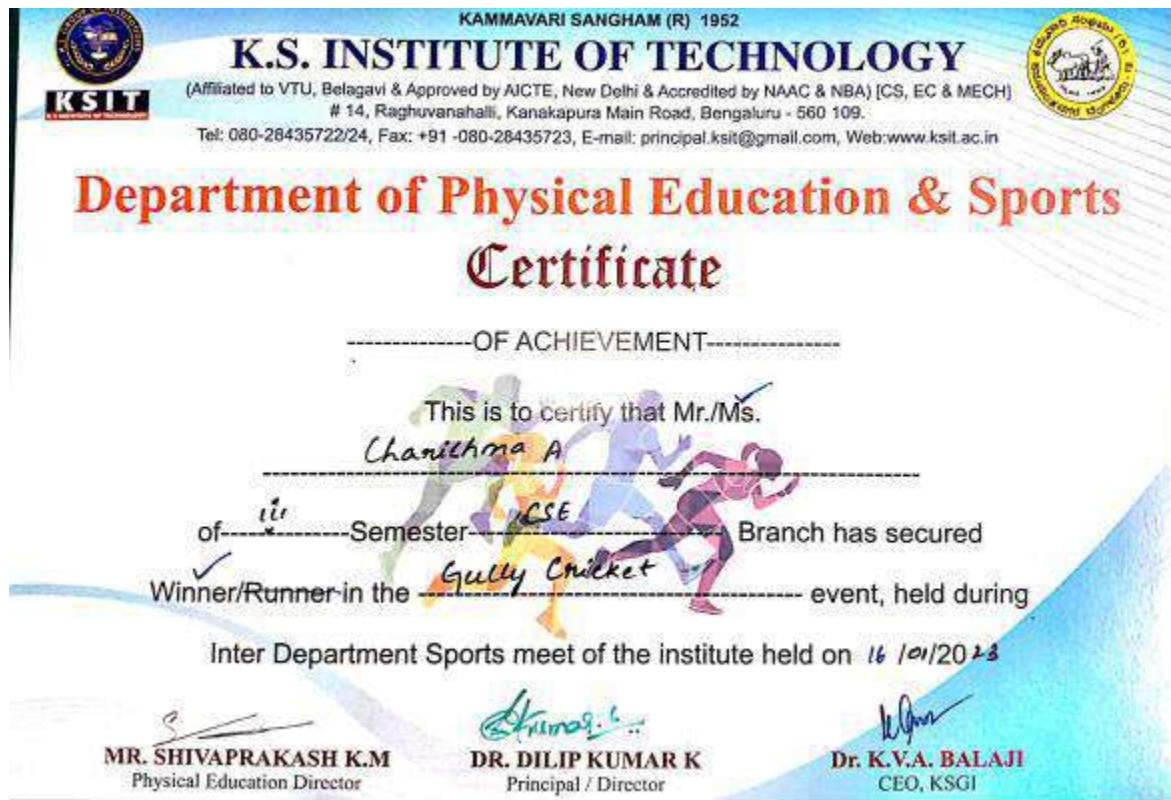 KAMMAVARI SANGHAM (R) 1952
K.S. INSTITUTE OF TECHNOLOGY
(Affiliated to VTU, Belagavi & Approved by AICTE, New Delhi & Accredited by NAAC & NBA) [CS, EC & MECH]
# 14, Raghuvanahalli, Kanakapura Main Road, Bengaluru - 560 109.
Tel: 080-28435722/24, Fax: +91 -080-28435723, E-mail: principal.ksit@gmail.com, Web:www.ksit.ac.in
KSIT
Department of Physical Education & Sports
Certificate
---------------OF ACHIEVEMENT---------------
This is to certify that Mr./Ms.
Charithma A
of iii Semester CSE Branch has secured
Winner/Runner in the Gully Cricket event, held during
Inter Department Sports meet of the institute held on 16/01/2023
MR. SHIVAPRAKASH K.M
Physical Education Director
DR. DILIP KUMAR K
Principal / Director
Dr. K.V.A. BALAJI
CEO, KSGI